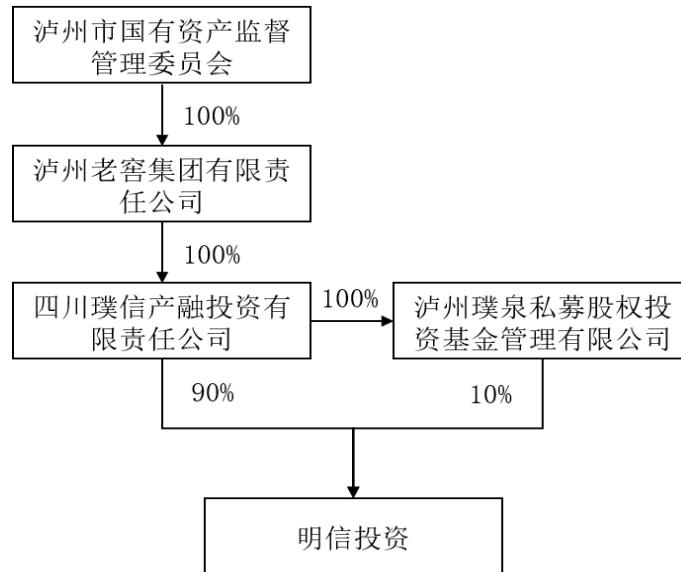 泸州市国有资产监督
管理委员会
100%
泸州老窖集团有限责
任公司
100%
四川璞信产融投资有
限责任公司
100%
泸州璞泉私募股权投
资基金管理有限公司
90%
10%
明信投资